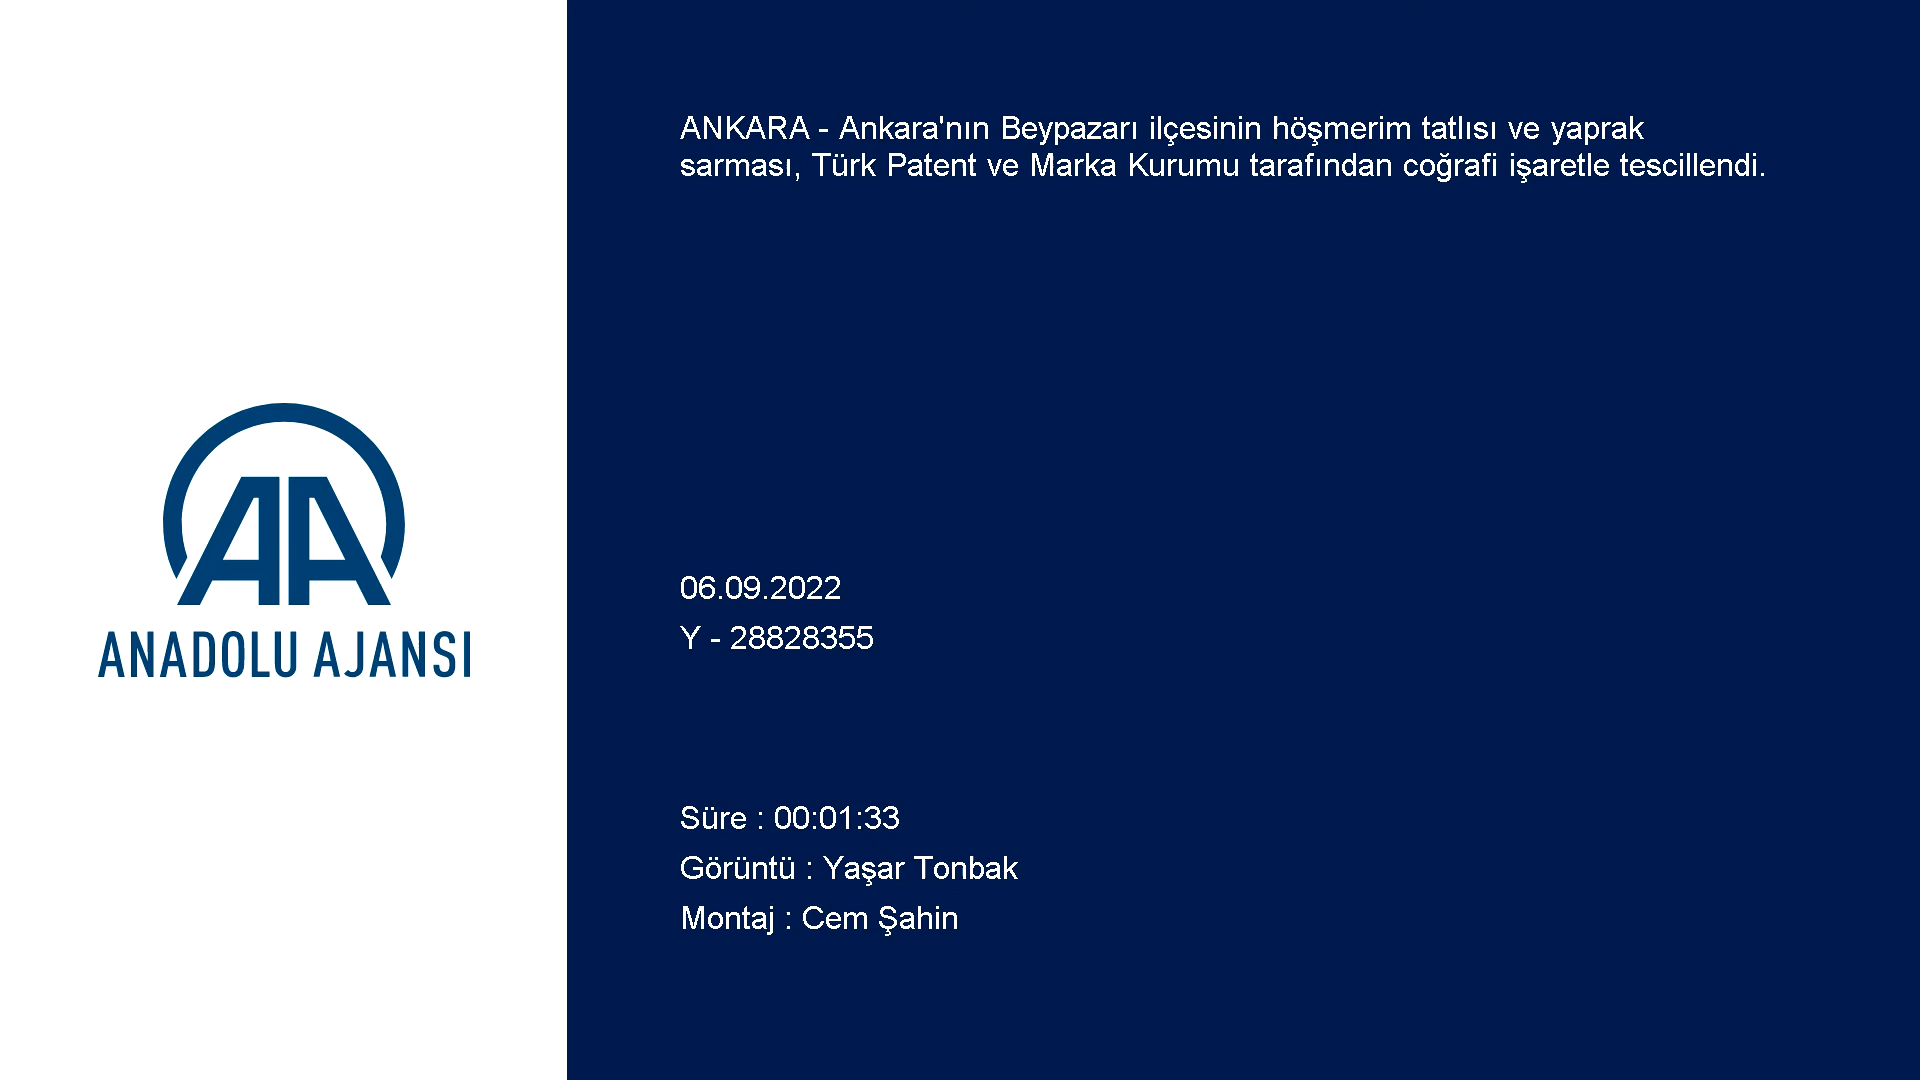 ANKARA - Ankara'nın Beypazarı ilçesinin höşmerim tatlısı ve yaprak
sarması, Türk Patent ve Marka Kurumu tarafından coğrafi işaretle tescillendi.
AA
ANADOLU AJANSI
06.09.2022
Y - 28828355
Süre : 00:01:33
Görüntü : Yaşar Tonbak
Montaj : Cem Şahin